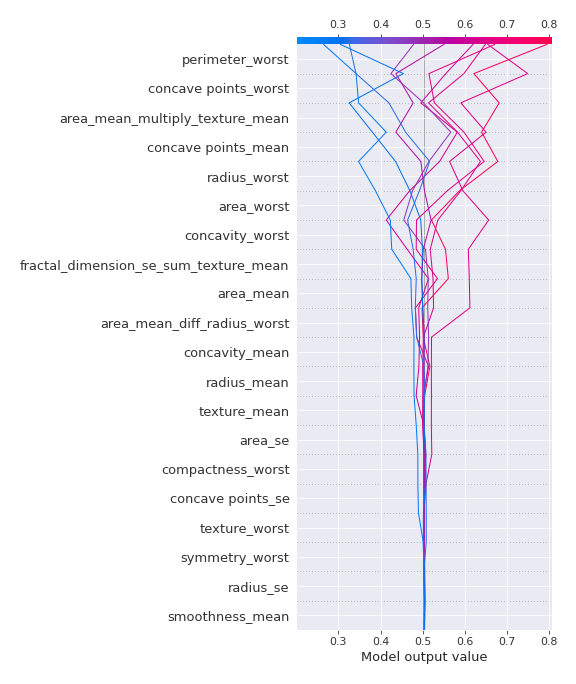 0.3 0.4 0.5 0.6 0.7 0.8
perimeter_worst
concave points_worst
area_mean_multiply_texture_mean
concave points_mean
radius_worst
area_worst
concavity_worst
fractal_dimension_se_sum_texture_mean
area_mean
area_mean_diff_radius_worst
concavity_mean
radius_mean
texture_mean
area_se
compactness_worst
concave points_se
texture_worst
symmetry_worst
radius_se
smoothness_mean
0.3 0.4 0.5 0.6 0.7 0.8
Model output value